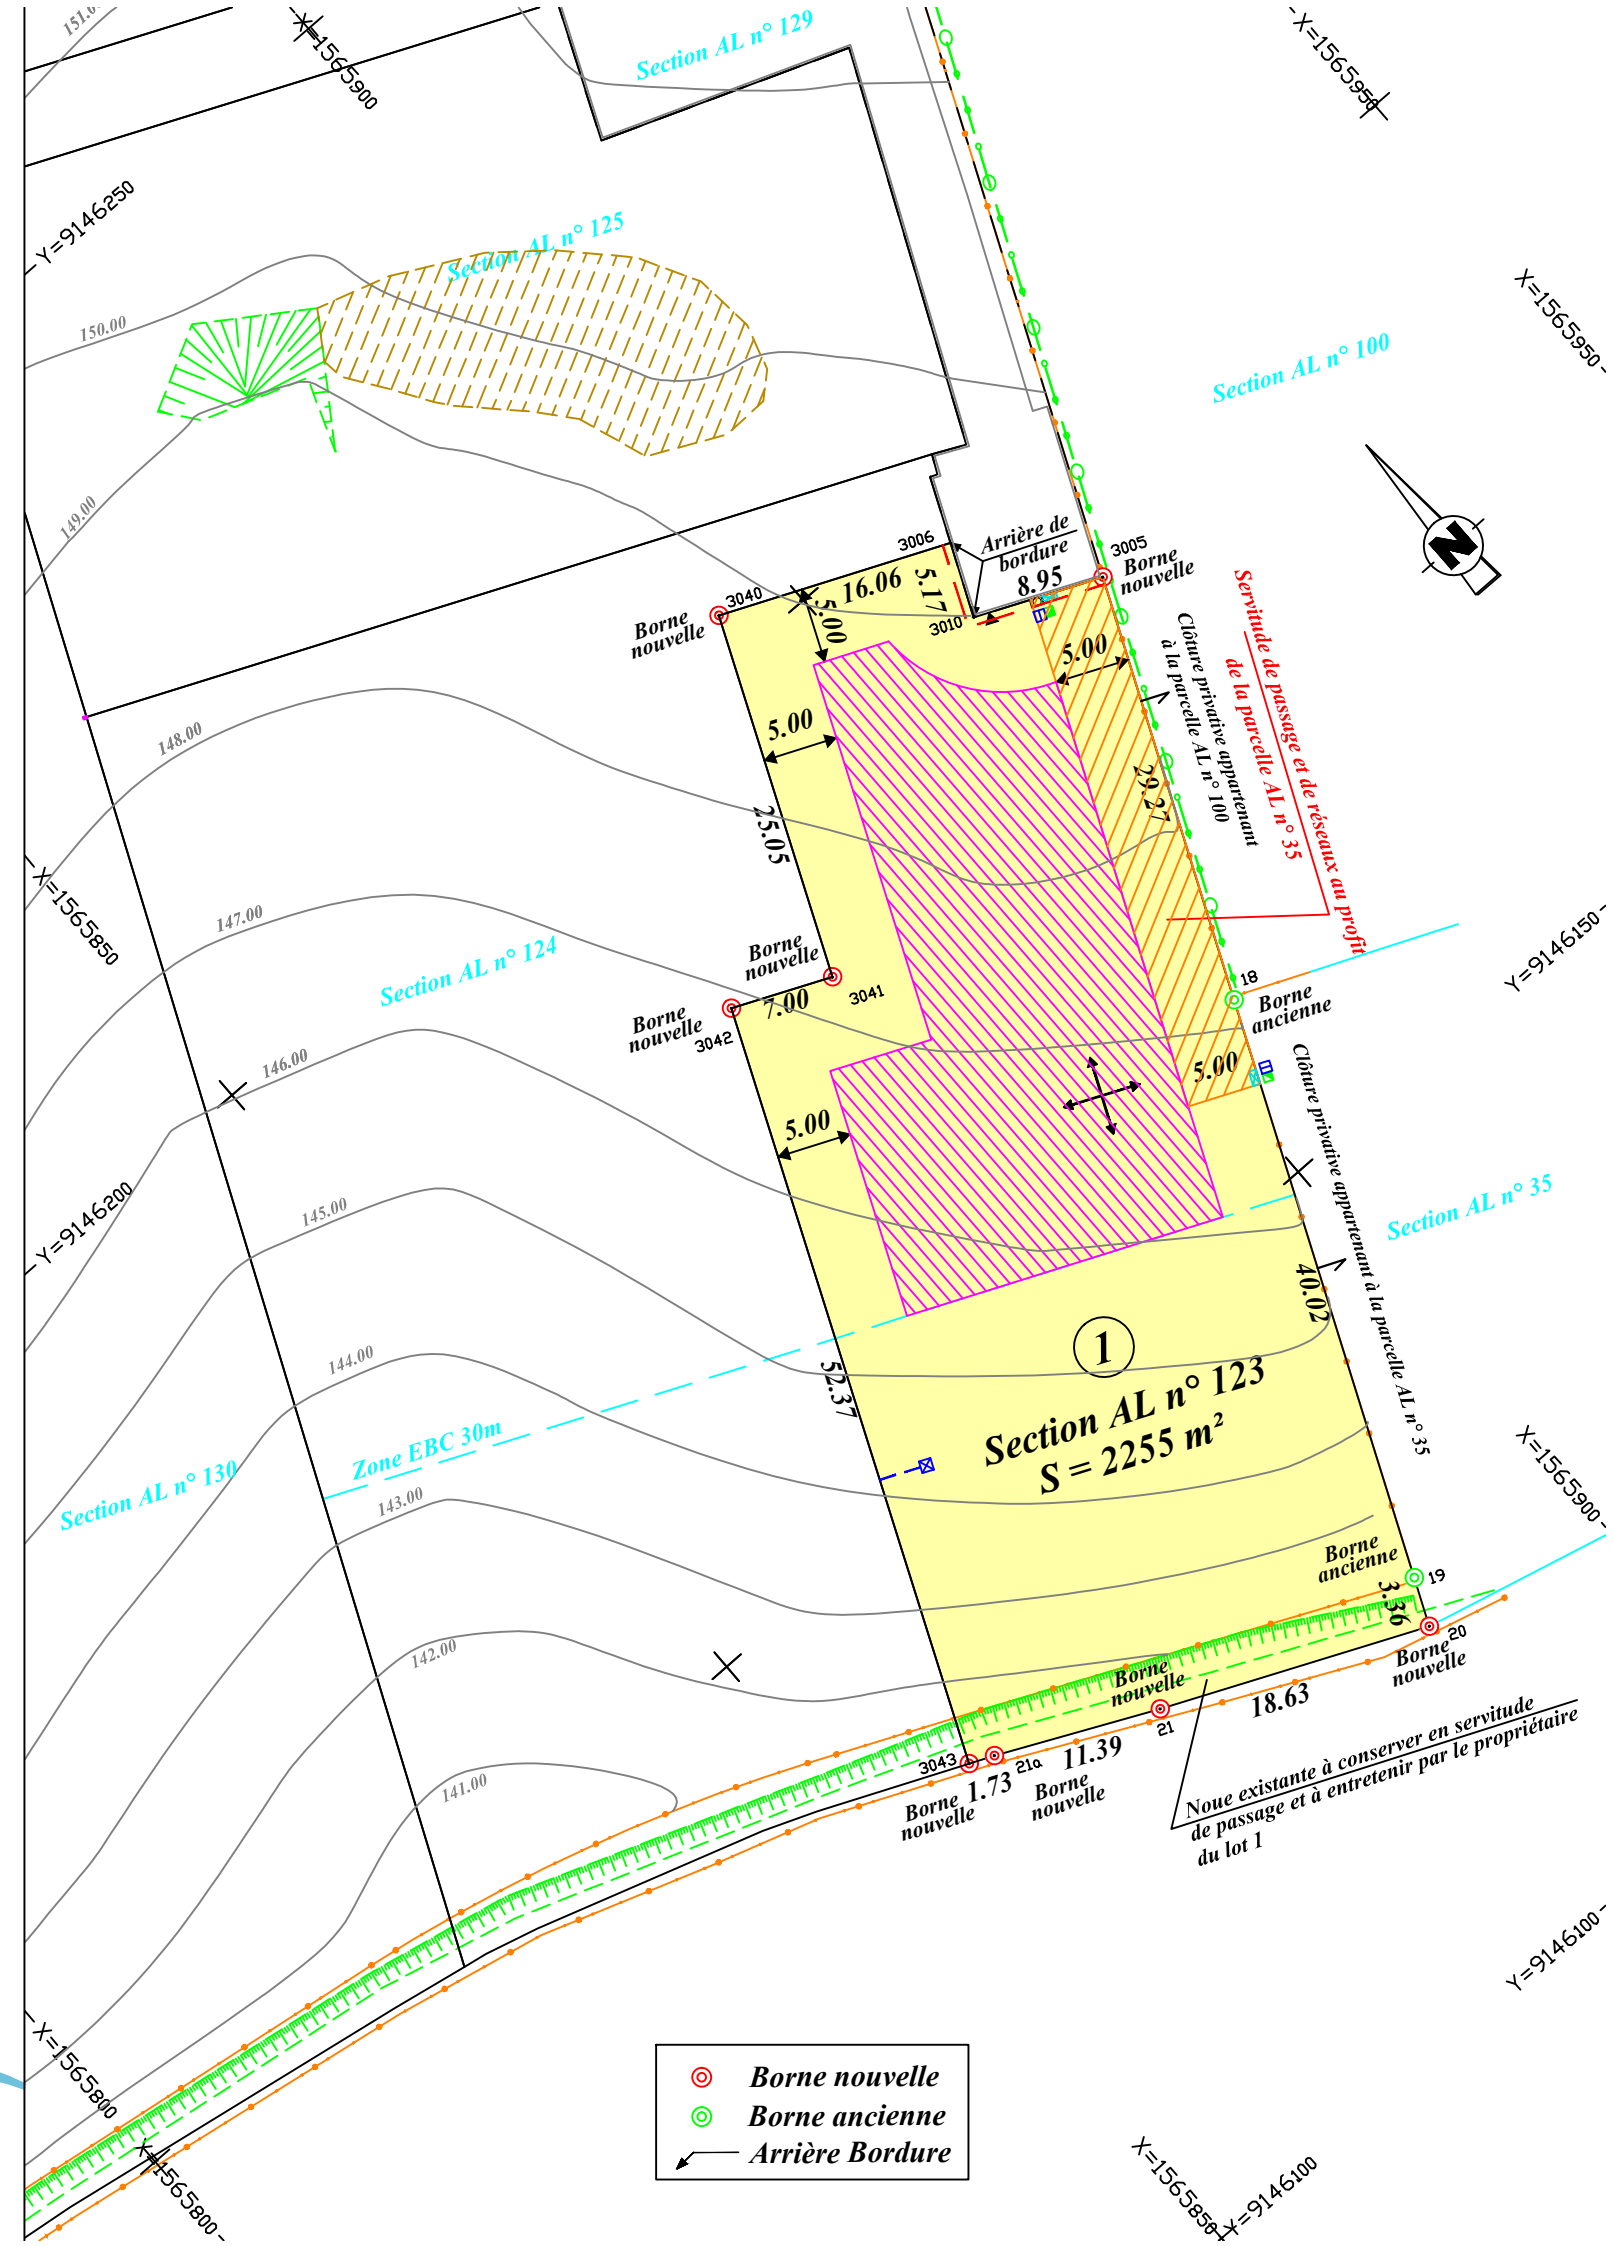 151.00
X=1565900
Section AL n° 129
X=1565950
Y=9146250
Section AL n° 125
X=1565950
150.00
Section AL n° 100
149.00
3006
Arrière de
bordure
3005
Borne
nouvelle
16.06
5.17
8.95
3040
Borne
nouvelle
5.00
3010
5.00
Servitude de passage et de réseaux au profit
de la parcelle AL n° 35
Clôture privative appartenant
à la parcelle AL n° 100
5.00
148.00
29.27
25.05
X=1565850
147.00
Section AL n° 124
Borne
nouvelle
3041
7.00
Borne
nouvelle
3042
18
Borne
ancienne
Y=9146150
146.00
5.00
5.00
Clôture privative appartenant à la parcelle AL n° 35
Y=9146200
145.00
Section AL n° 35
40.02
144.00
1
52.37
Section AL n° 123
S = 2255 m²
Zone EBC 30m
Section AL n° 130
143.00
X=1565900
Borne
ancienne
19
3.36
20
Borne
nouvelle
142.00
Borne
nouvelle
21
18.63
3043
21a
11.39
1.73
Borne
nouvelle
Borne
nouvelle
141.00
Noue existante à conserver en servitude
de passage et à entretenir par le propriétaire
du lot 1
Y=9146100
X=1565800
X=1565800
Borne nouvelle
Borne ancienne
Arrière Bordure
X=1565850
X=9146100
N